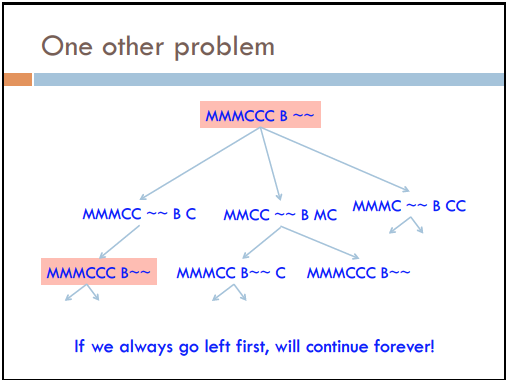 One other problem
MMMCCC B ~~
MMMCC ~~ B C
MMCC ~~ B MC
MMMC ~~ B CC
MMMCCC B~~
MMMCC B~~ C
MMMCCC B~~
If we always go left first, will continue forever!